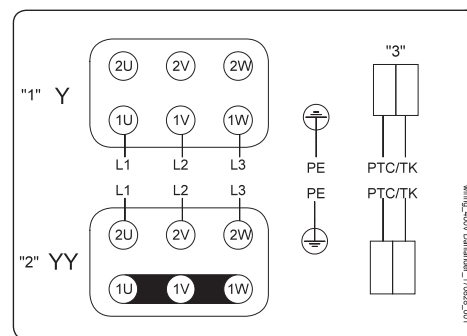 2U 2V 2W "3"
"1" Y
1U 1V 1W
L1 L2 L3 PE PTC/TK
L1 L2 L3 PE PTC/TK
2U 2V 2W
"2" YY
1U 1V 1W